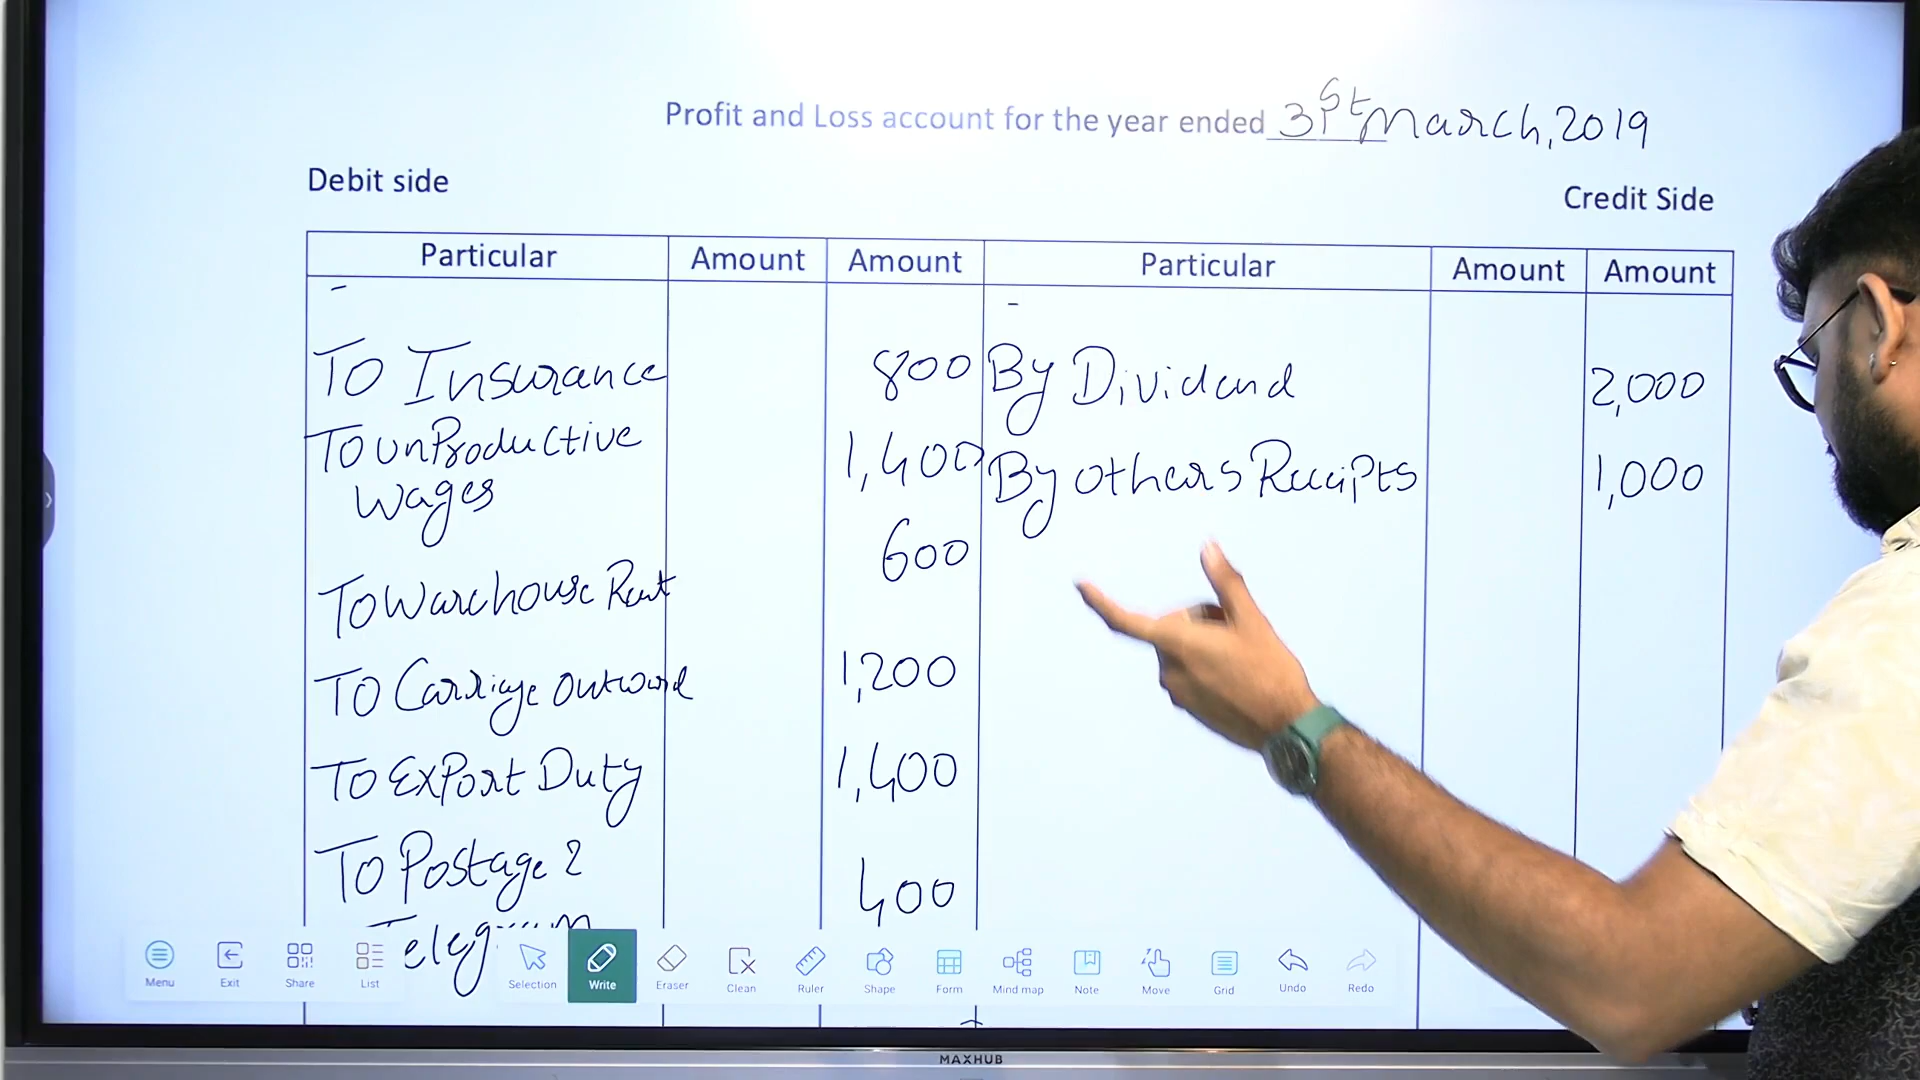 Profit and Loss account for the year ended 31st March, 2019
Debit side
Credit Side
Particular Amount Amount Particular Amount Amount
-
-
To Insurance 800 By Dividend 2,000
To unProductive 1,400 By others Receipts 1,000
wages
600
To Warehouse Rent
To Carriage outward 1,200
To Export Duty 1,400
To Postage &
400
Telegram
Menu Exit Share List Selection Write Eraser Clean Ruler Shape Form Mind map Note Move Grid Undo Redo
MAXHUB